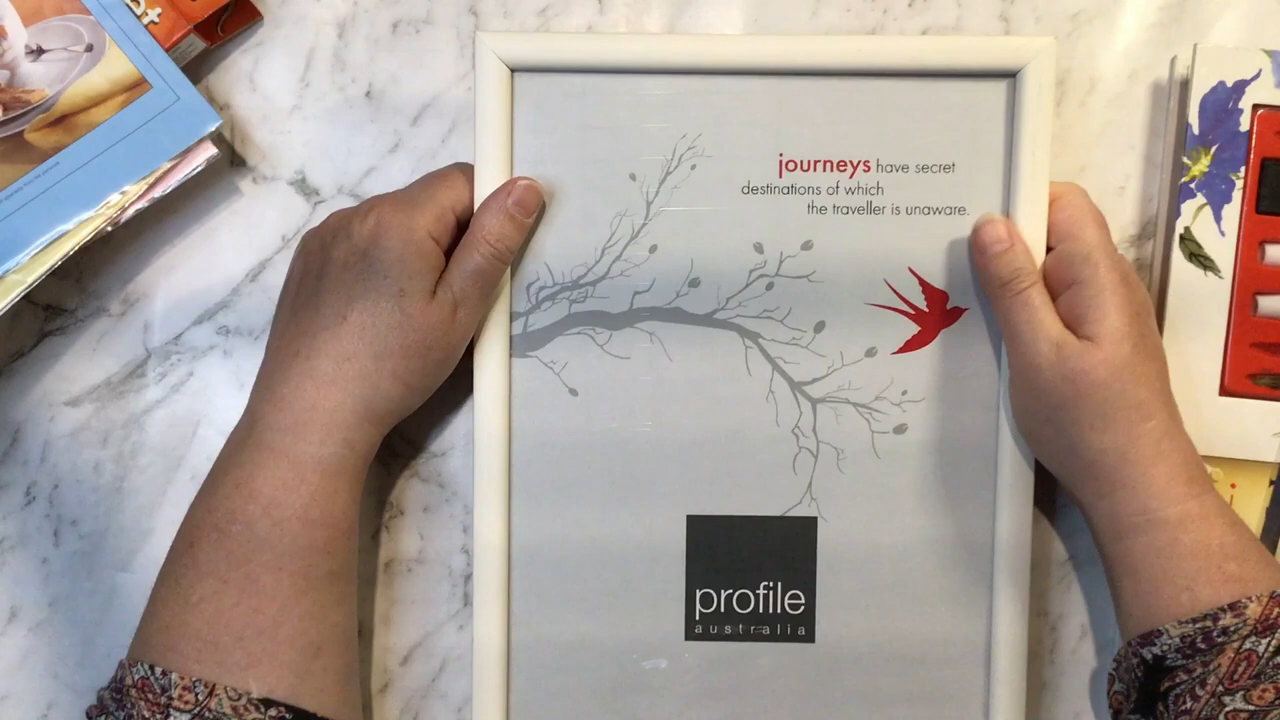 journeys have secret
destinations of which
the traveller is unaware.
profile
australia